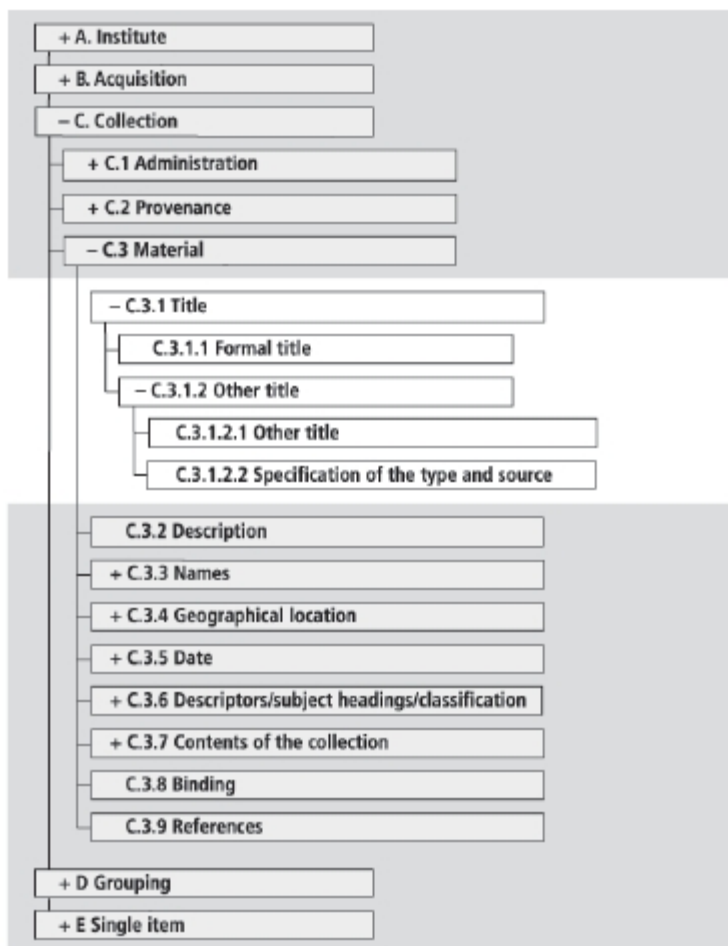 + A. Institute
+ B. Acquisition
– C. Collection
+ C.1 Administration
+ C.2 Provenance
– C.3 Material
– C.3.1 Title
C.3.1.1 Formal title
– C.3.1.2 Other title
C.3.1.2.1 Other title
C.3.1.2.2 Specification of the type and source
C.3.2 Description
+ C.3.3 Names
+ C.3.4 Geographical location
+ C.3.5 Date
+ C.3.6 Descriptors/subject headings/classification
+ C.3.7 Contents of the collection
C.3.8 Binding
C.3.9 References
+ D Grouping
+ E Single item